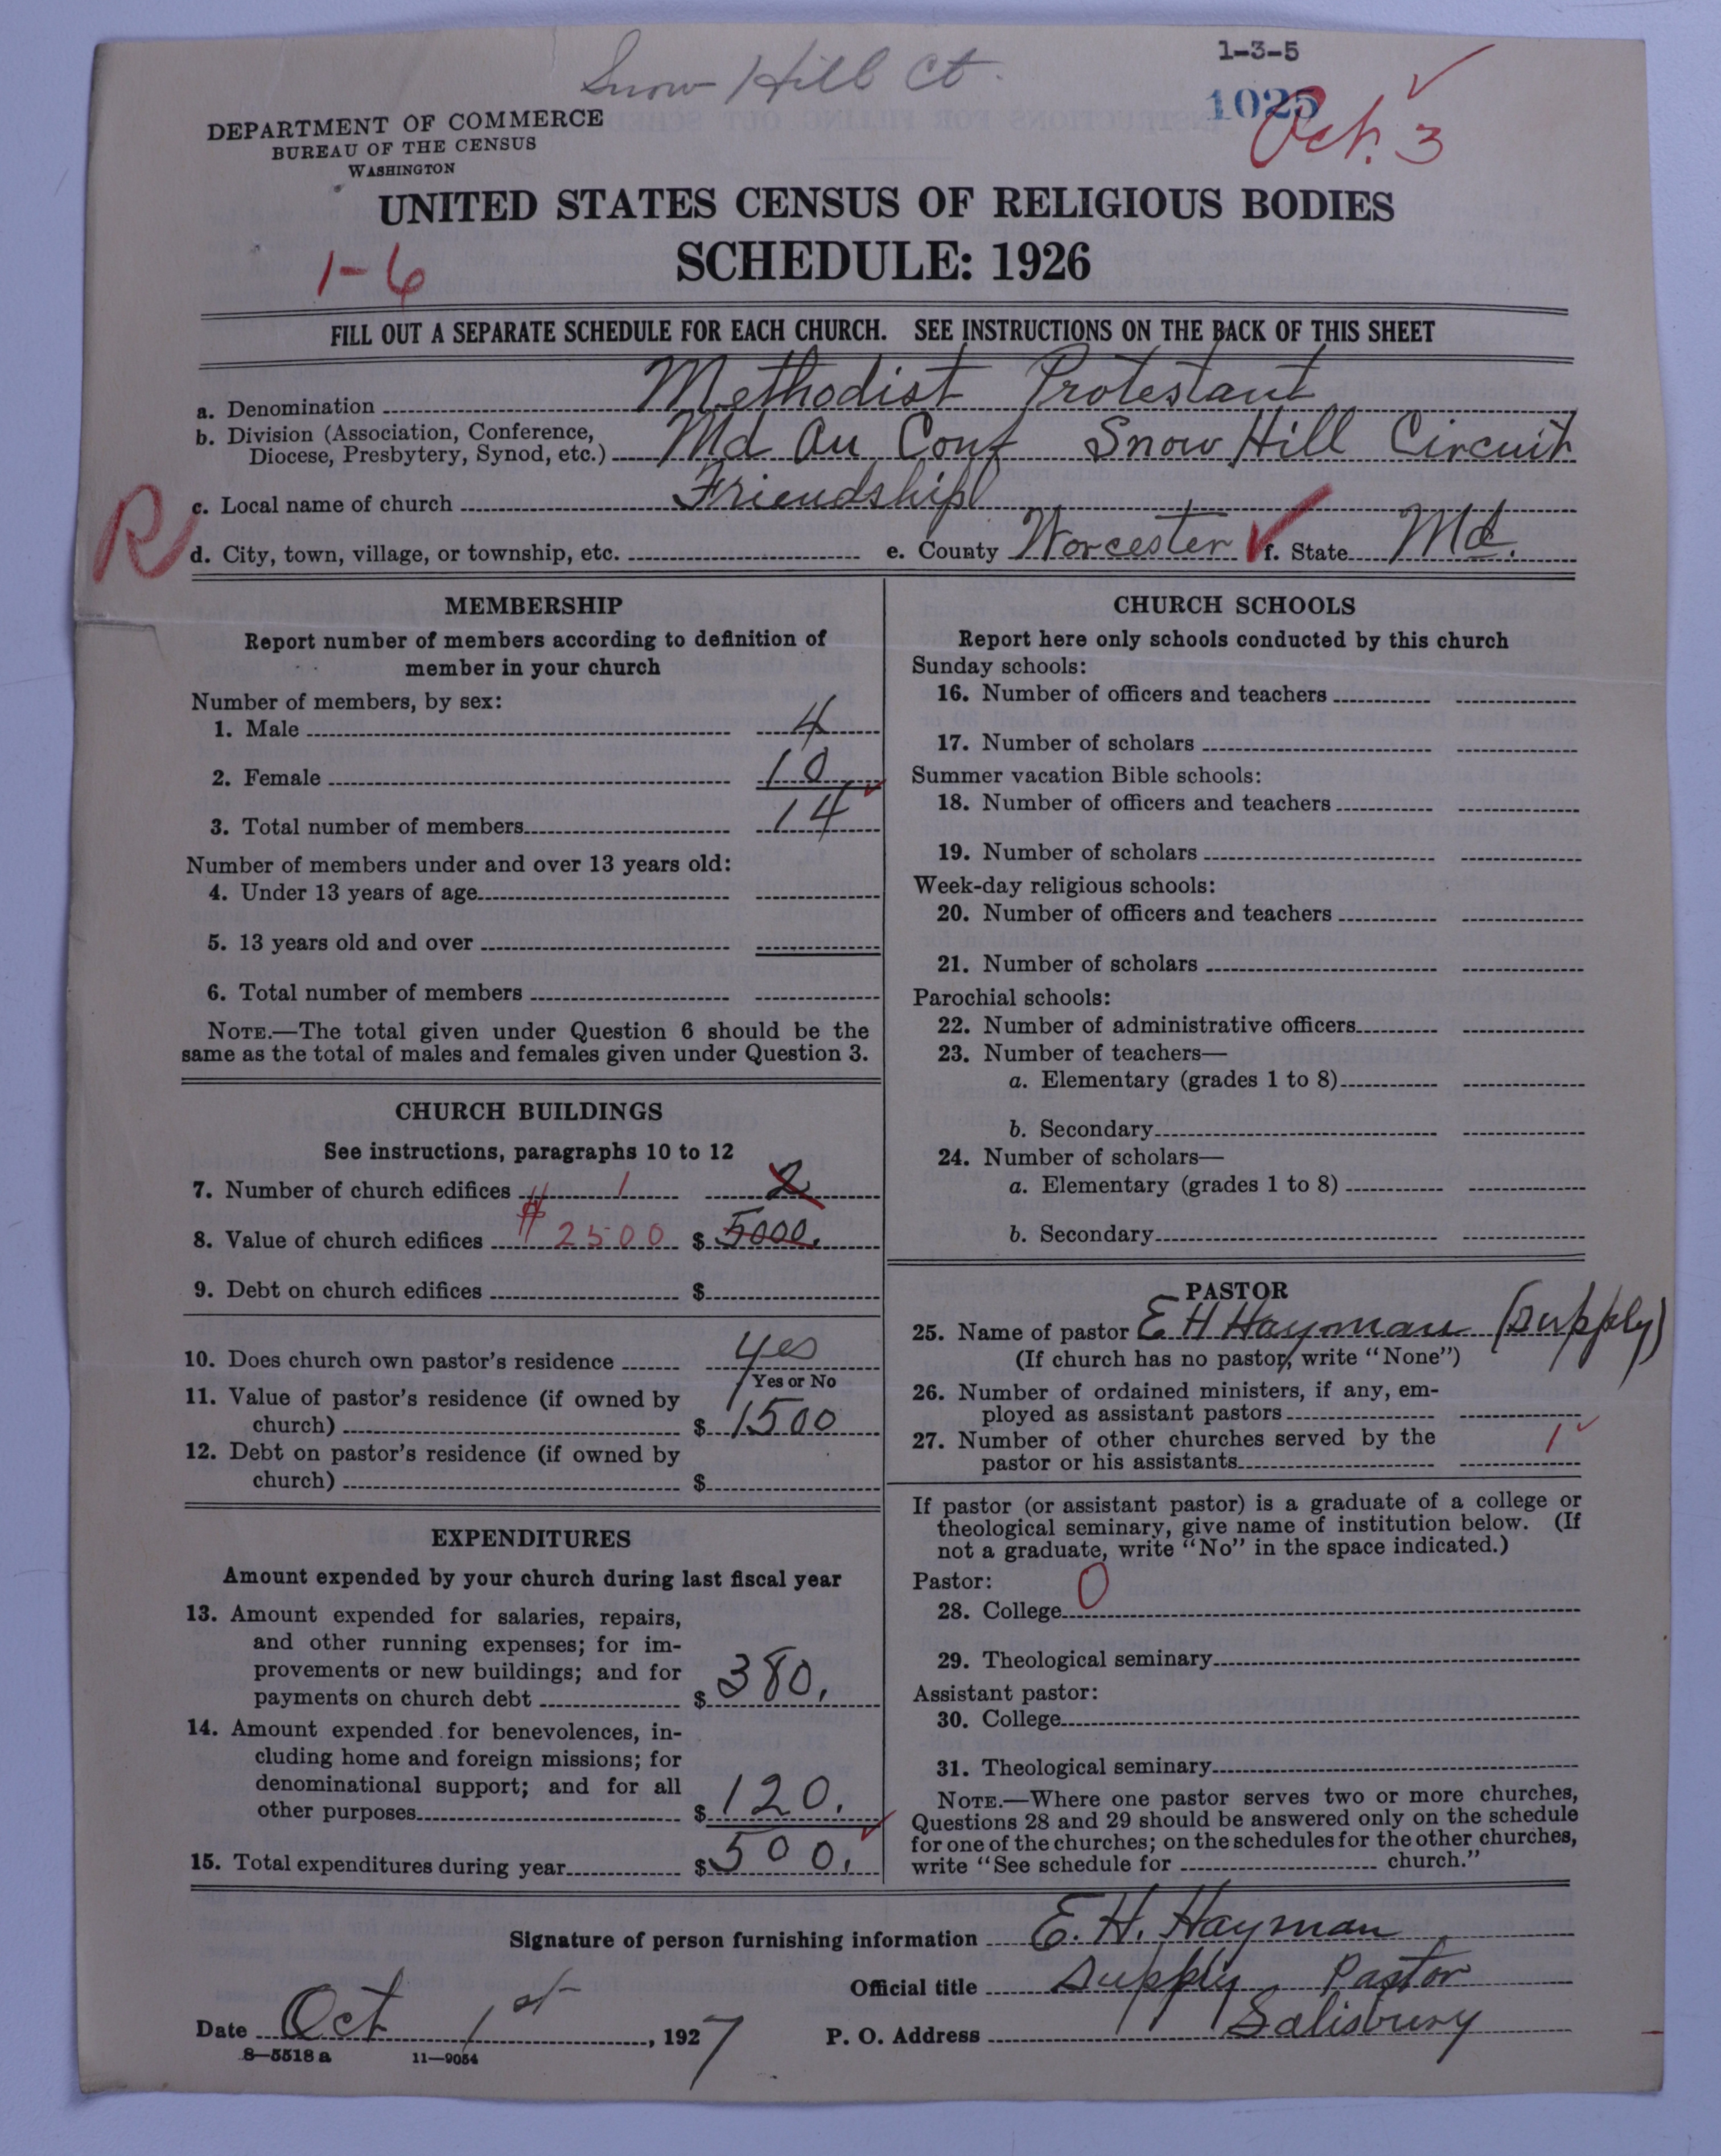 Snow Hill Ct.
1-3-5
1025
Oct. 3
DEPARTMENT OF COMMERCE
BUREAU OF THE CENSUS
WASHINGTON
UNITED STATES CENSUS OF RELIGIOUS BODIES
SCHEDULE: 1926
1-6
FILL OUT A SEPARATE SCHEDULE FOR EACH CHURCH. SEE INSTRUCTIONS ON THE BACK OF THIS SHEET
a. Denomination Methodist Protestant
b. Division (Association, Conference, Diocese, Presbytery, Synod, etc.) Md An Conf Snow Hill Circuit
c. Local name of church Friendship
R
d. City, town, village, or township, etc. e. County Worcester f. State Md.
MEMBERSHIP
Report number of members according to definition of
member in your church
Number of members, by sex:
1. Male 4
2. Female 10
3. Total number of members 14
Number of members under and over 13 years old:
4. Under 13 years of age
5. 13 years old and over
6. Total number of members
NOTE.—The total given under Question 6 should be the
same as the total of males and females given under Question 3.
CHURCH BUILDINGS
See instructions, paragraphs 10 to 12
7. Number of church edifices 1 2
8. Value of church edifices # 2500 $ 5000.
9. Debt on church edifices $
10. Does church own pastor's residence yes
Yes or No
11. Value of pastor's residence (if owned by
church) $ 1500
12. Debt on pastor's residence (if owned by
church) $
EXPENDITURES
Amount expended by your church during last fiscal year
13. Amount expended for salaries, repairs,
and other running expenses; for im-
provements or new buildings; and for
payments on church debt $ 380.
14. Amount expended for benevolences, in-
cluding home and foreign missions; for
denominational support; and for all
other purposes $ 120.
15. Total expenditures during year $ 500.
CHURCH SCHOOLS
Report here only schools conducted by this church
Sunday schools:
16. Number of officers and teachers
17. Number of scholars
Summer vacation Bible schools:
18. Number of officers and teachers
19. Number of scholars
Week-day religious schools:
20. Number of officers and teachers
21. Number of scholars
Parochial schools:
22. Number of administrative officers
23. Number of teachers—
a. Elementary (grades 1 to 8)
b. Secondary
24. Number of scholars—
a. Elementary (grades 1 to 8)
b. Secondary
PASTOR
25. Name of pastor E H Hayman (Supply)
(If church has no pastor, write "None")
26. Number of ordained ministers, if any, em-
ployed as assistant pastors
27. Number of other churches served by the
pastor or his assistants 1
If pastor (or assistant pastor) is a graduate of a college or
theological seminary, give name of institution below. (If
not a graduate, write "No" in the space indicated.)
Pastor:
28. College 0
29. Theological seminary
Assistant pastor:
30. College
31. Theological seminary
NOTE.—Where one pastor serves two or more churches,
Questions 28 and 29 should be answered only on the schedule
for one of the churches; on the schedules for the other churches,
write "See schedule for church."
Signature of person furnishing information E. H. Hayman
Official title Supply Pastor
Date Oct 1st, 1927 P. O. Address Salisbury
8—5518 a 11—9054